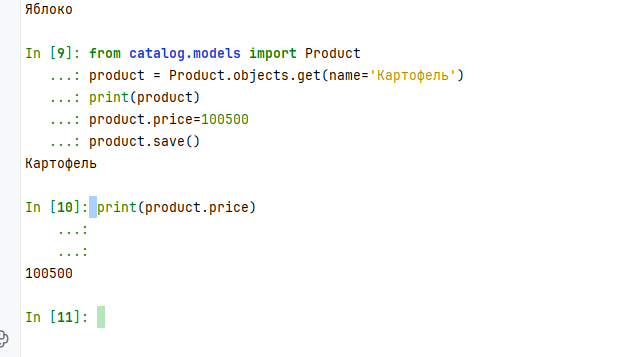 Яблоко
In [9]: from catalog.models import Product
...: product = Product.objects.get(name='Картофель')
...: print(product)
...: product.price=100500
...: product.save()
Картофель
In [10]: print(product.price)
...:
...:
100500
In [11]: